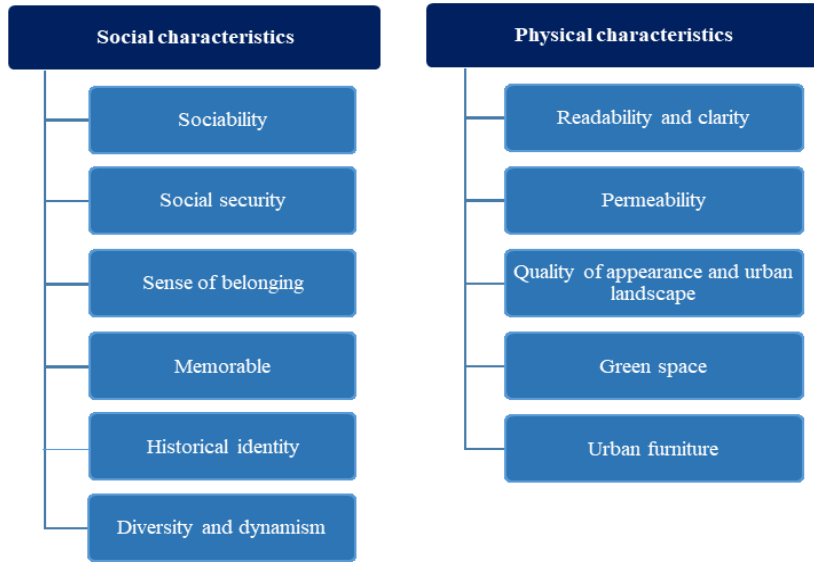 Social characteristics
Sociability
Social security
Sense of belonging
Memorable
Historical identity
Diversity and dynamism
Physical characteristics
Readability and clarity
Permeability
Quality of appearance and urban
landscape
Green space
Urban furniture